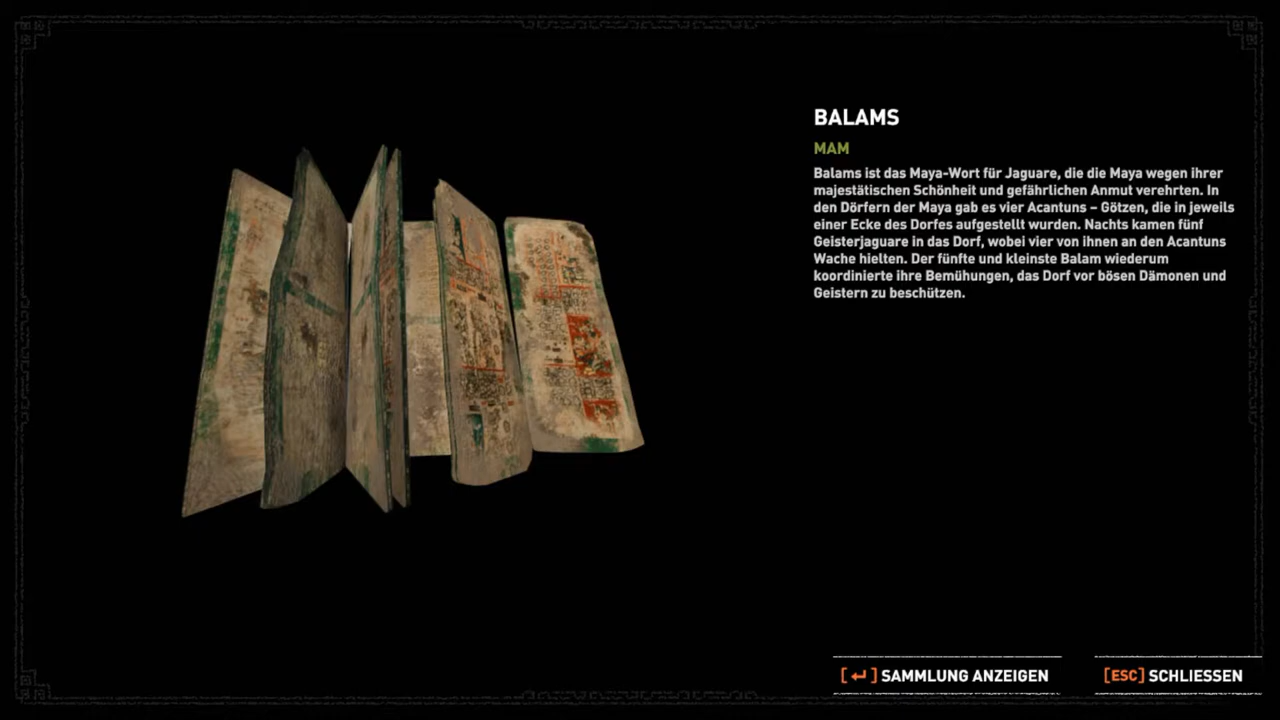 BALAMS
MAM
Balams ist das Maya-Wort für Jaguare, die die Maya wegen ihrer
majestätischen Schönheit und gefährlichen Anmut verehrten. In
den Dörfern der Maya gab es vier Acantuns – Götzen, die in jeweils
einer Ecke des Dorfes aufgestellt wurden. Nachts kamen fünf
Geisterjaguare in das Dorf, wobei vier von ihnen an den Acantuns
Wache hielten. Der fünfte und kleinste Balam wiederum
koordinierte ihre Bemühungen, das Dorf vor bösen Dämonen und
Geistern zu beschützen.
[↵] SAMMLUNG ANZEIGEN
[ESC] SCHLIESSEN